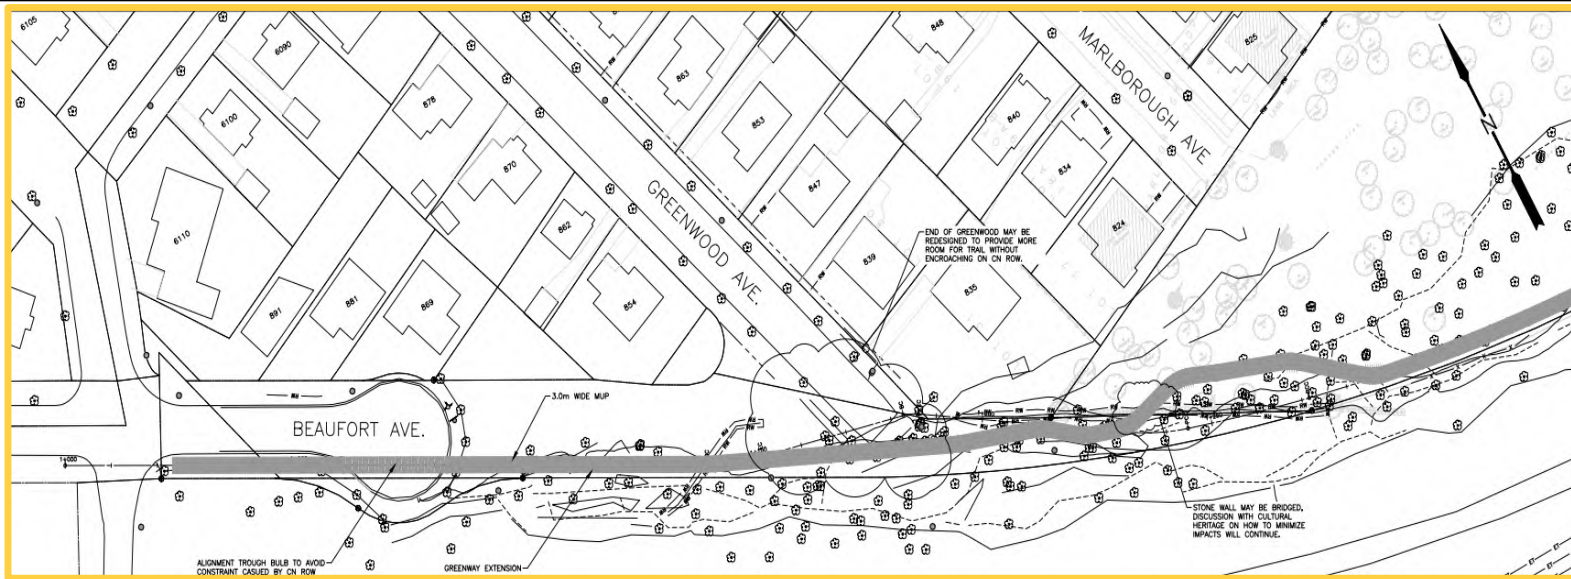 6105
6090
6100
6110
878
870
862
854
891
881
869
863
853
847
839
835
848
840
834
824
825
MARLBOROUGH AVE
GREENWOOD AVE.
BEAUFORT AVE.
N
END OF GREENWOOD MAY BE
REDESIGNED TO PROVIDE MORE
ROOM FOR TRAIL WITHOUT
ENCROACHING ON CN ROW.
3.0m WIDE MUP
1+000
ALIGNMENT TROUGH BULB TO AVOID
CONSTRAINT CASUED BY CN ROW
GREENWAY EXTENSION
STONE WALL MAY BE BRIDGED,
DISCUSSION WITH CULTURAL
HERITAGE ON HOW TO MINIMIZE
IMPACTS WILL CONTINUE.